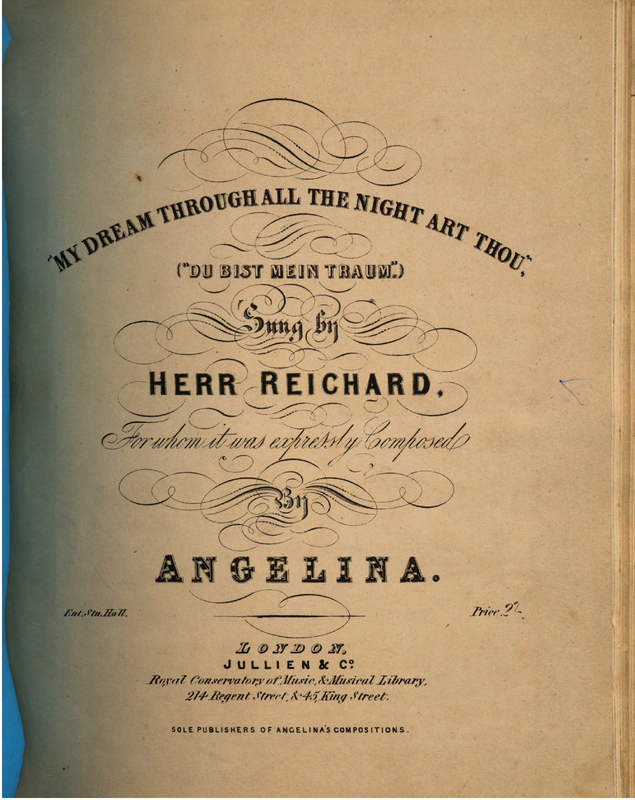 "MY DREAM THROUGH ALL THE NIGHT ART THOU,"
("DU BIST MEIN TRAUM.")
Sung by
HERR REICHARD,
For whom it was expressly Composed
By
ANGELINA.
Ent. Sta. Hall.
Price 2/-
LONDON,
JULLIEN & Co.
Royal Conservatory of Music, & Musical Library,
214 Regent Street, & 45, King Street.
SOLE PUBLISHERS OF ANGELINA'S COMPOSITIONS.